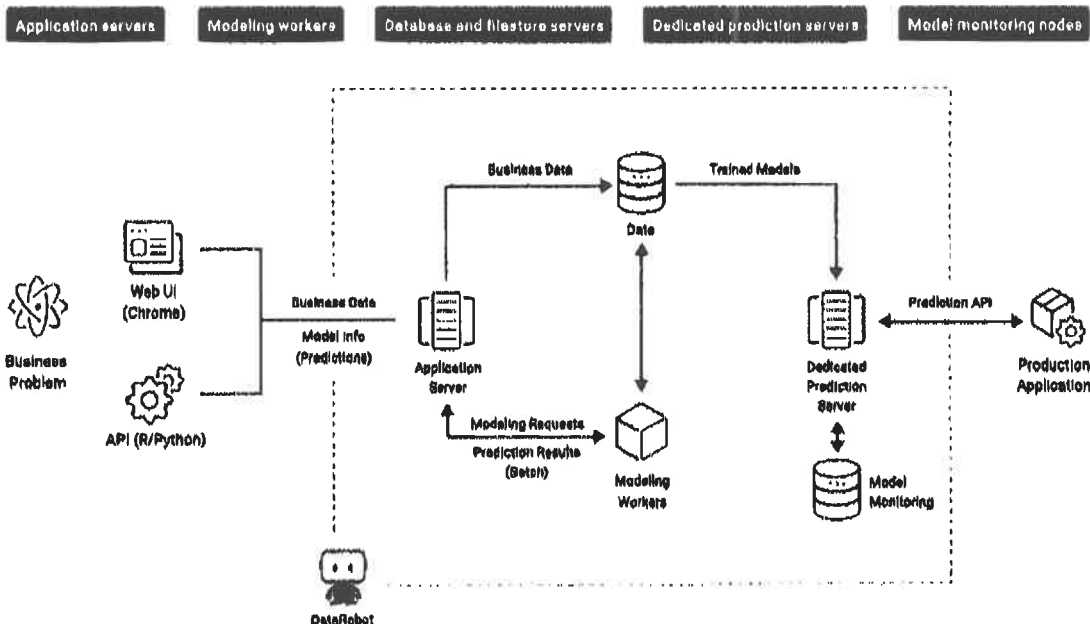 Application servers
Modeling workers
Database and filestore servers
Dedicated prediction servers
Model monitoring nodes
Business Data
Trained Models
Data
Web UI
(Chrome)
Business Data
Model Info
(Predictions)
Prediction API
Business
Problem
Application
Server
Dedicated
Prediction
Server
Production
Application
API (R/Python)
Modeling Requests
Prediction Results
(Batch)
Modeling
Workers
Model
Monitoring
DataRobot